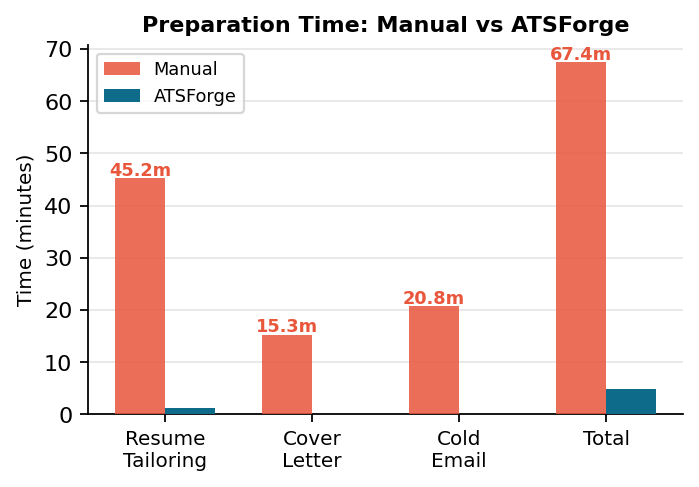 Preparation Time: Manual vs ATSForge
Manual
ATSForge
Time (minutes)
70
60
50
40
30
20
10
0
45.2m
15.3m
20.8m
67.4m
Resume
Tailoring
Cover
Letter
Cold
Email
Total